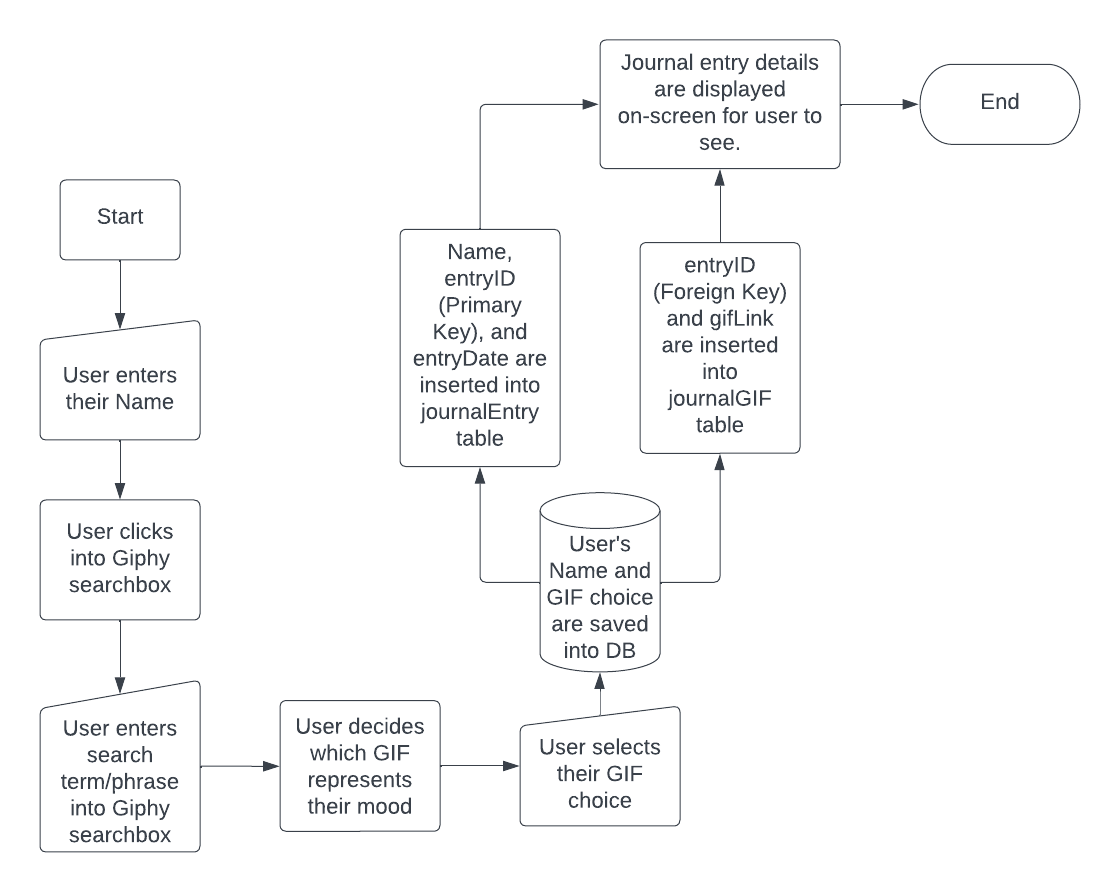 Start
User enters
their Name
User clicks
into Giphy
searchbox
User enters
search
term/phrase
into Giphy
searchbox
User decides
which GIF
represents
their mood
User selects
their GIF
choice
User's
Name and
GIF choice
are saved
into DB
Name,
entryID
(Primary
Key), and
entryDate are
inserted into
journalEntry
table
entryID
(Foreign Key)
and gifLink
are inserted
into
journalGIF
table
Journal entry details
are displayed
on-screen for user to
see.
End